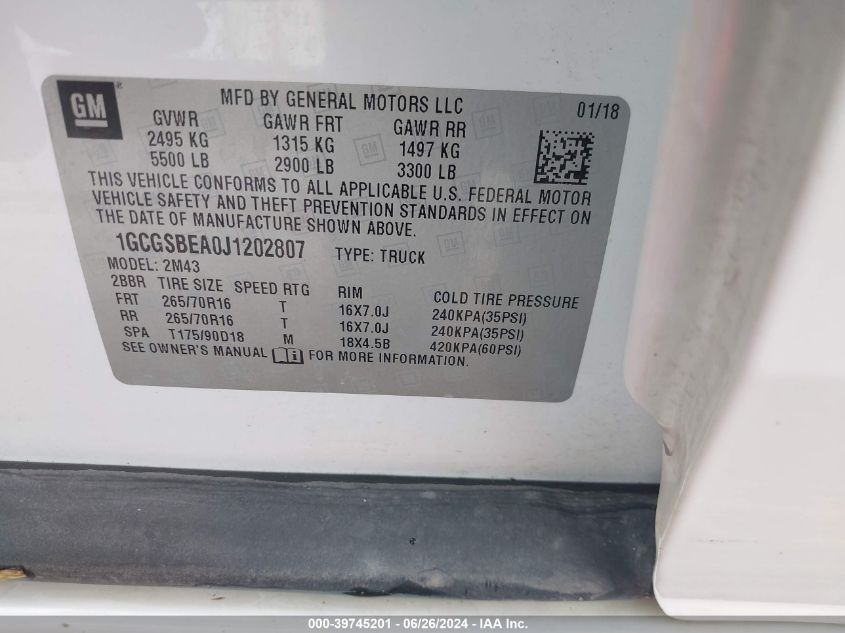 GM
MFD BY GENERAL MOTORS LLC 01/18
GVWR GAWR FRT GAWR RR
2495 KG 1315 KG 1497 KG
5500 LB 2900 LB 3300 LB
THIS VEHICLE CONFORMS TO ALL APPLICABLE U.S. FEDERAL MOTOR
VEHICLE SAFETY AND THEFT PREVENTION STANDARDS IN EFFECT ON
THE DATE OF MANUFACTURE SHOWN ABOVE.
1GCGSBEA0J1202807 TYPE: TRUCK
MODEL: 2M43
2BBR TIRE SIZE SPEED RTG RIM COLD TIRE PRESSURE
FRT 265/70R16 T 16X7.0J 240KPA(35PSI)
RR 265/70R16 T 16X7.0J 240KPA(35PSI)
SPA T175/90D18 M 18X4.5B 420KPA(60PSI)
SEE OWNER'S MANUAL FOR MORE INFORMATION.
000-39745201 - 06/26/2024 - IAA Inc.